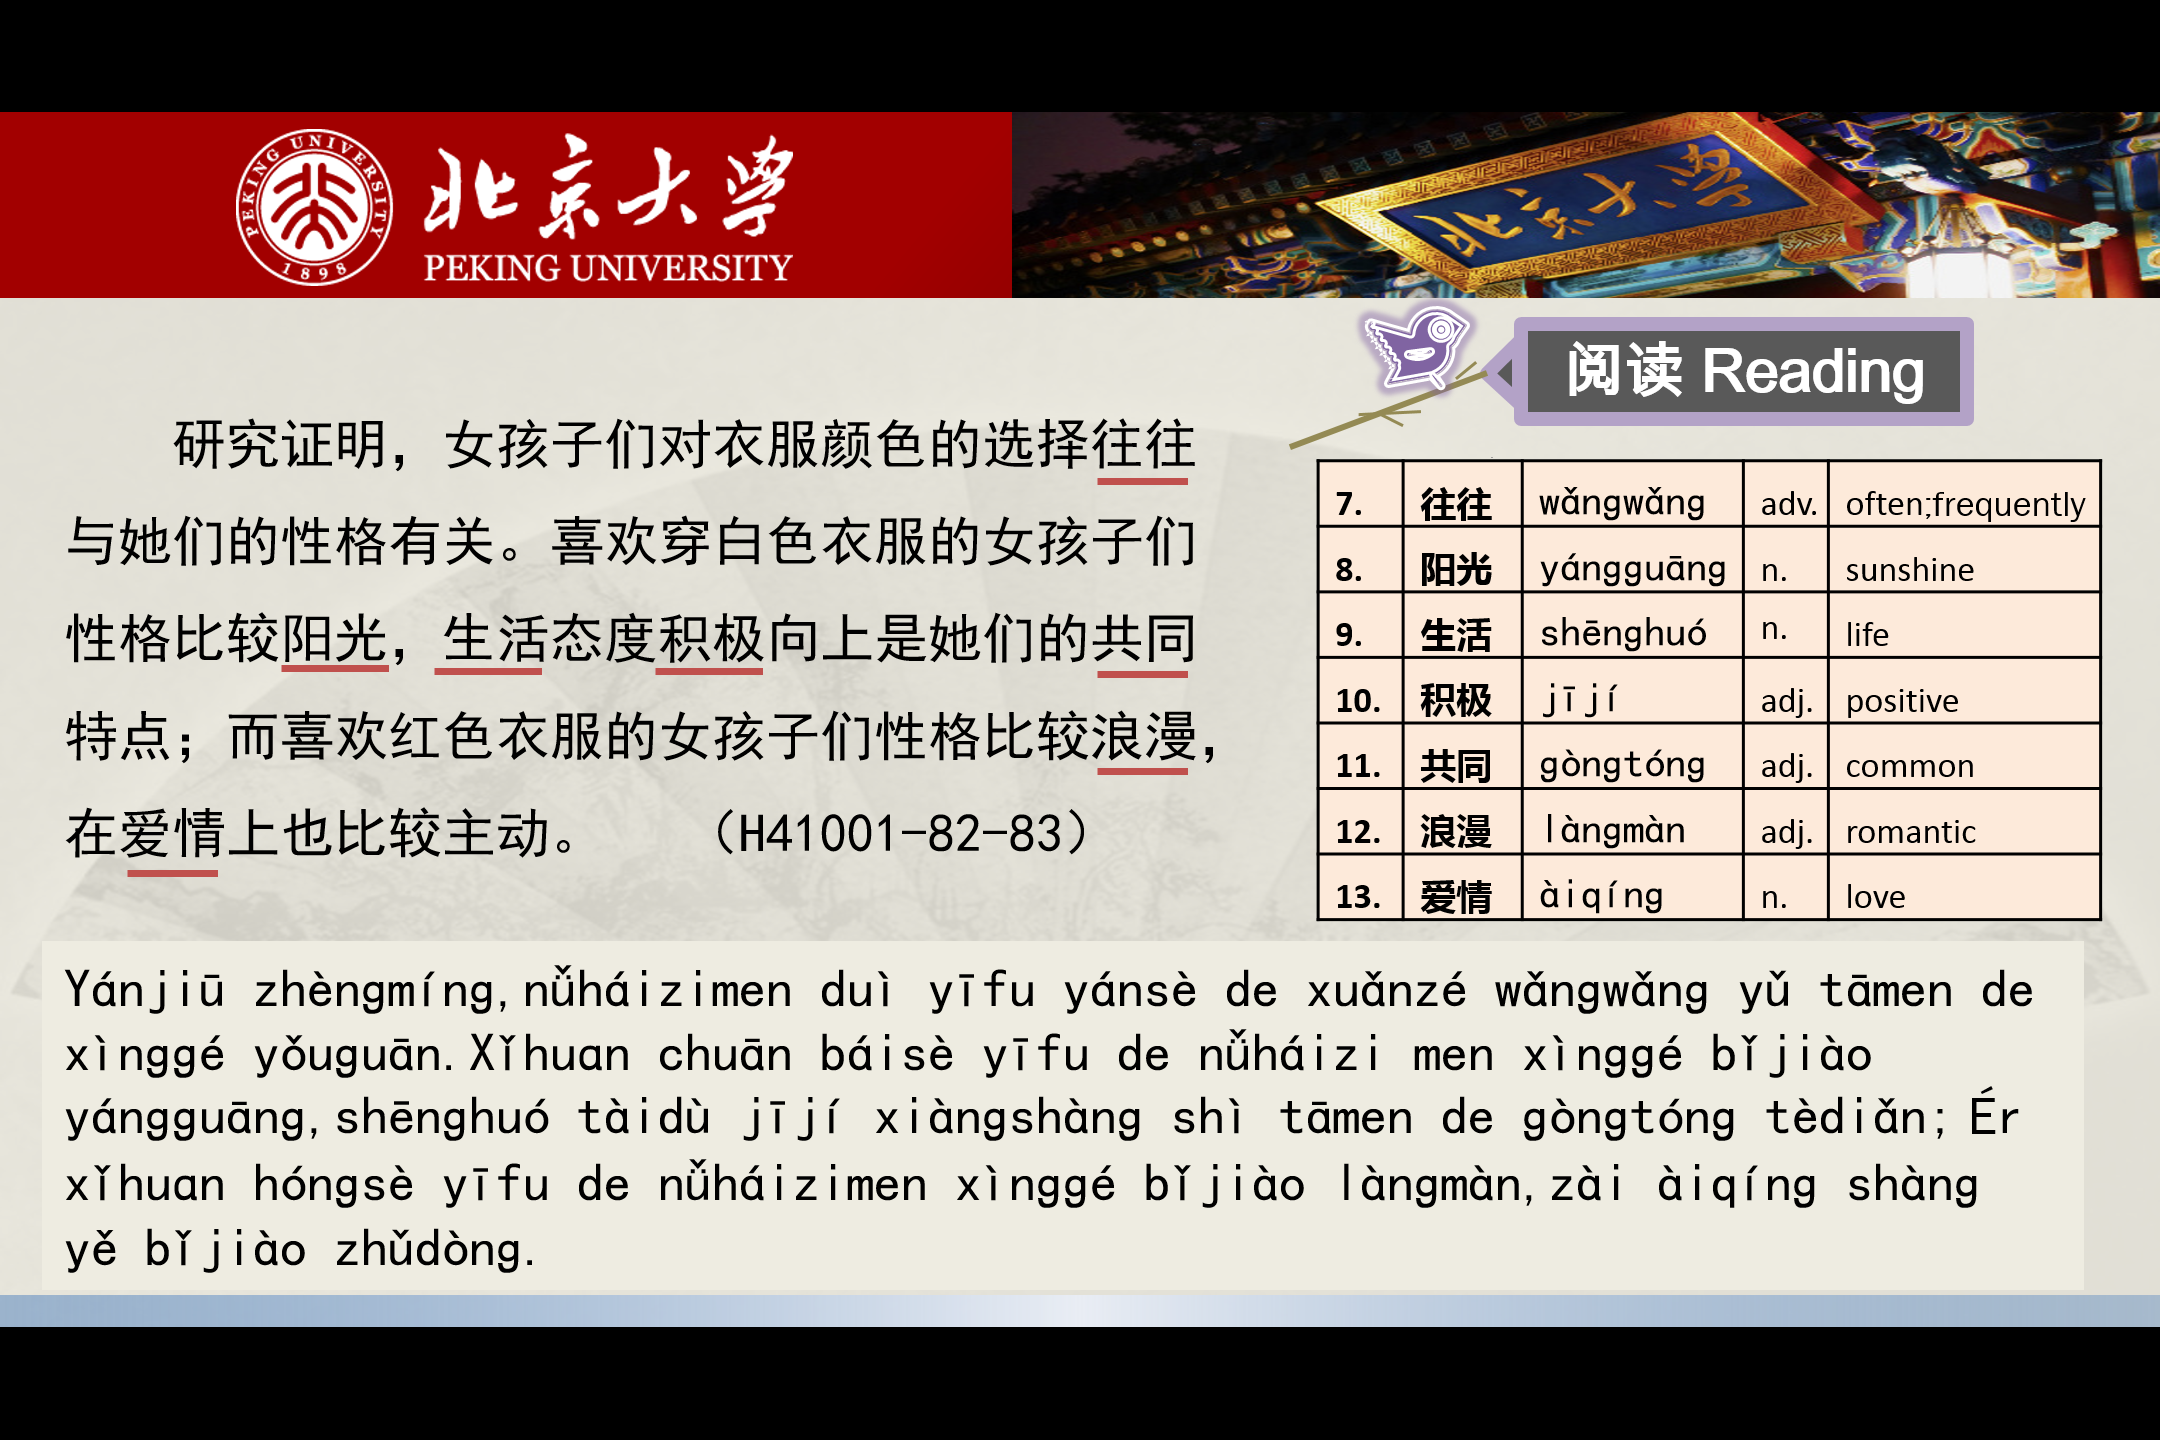 PEKING UNIVERSITY
1898
北京大学
PEKING UNIVERSITY
北京大学
阅读 Reading
研究证明，女孩子们对衣服颜色的选择往往
与她们的性格有关。喜欢穿白色衣服的女孩子们
性格比较阳光，生活态度积极向上是她们的共同
特点；而喜欢红色衣服的女孩子们性格比较浪漫，
在爱情上也比较主动。 （H41001-82-83）
7. 往往 wǎngwǎng adv. often;frequently
8. 阳光 yángguāng n. sunshine
9. 生活 shēnghuó n. life
10. 积极 jījí adj. positive
11. 共同 gòngtóng adj. common
12. 浪漫 làngmàn adj. romantic
13. 爱情 àiqíng n. love
Yánjiū zhèngmíng,nǚháizimen duì yīfu yánsè de xuǎnzé wǎngwǎng yǔ tāmen de
xìnggé yǒuguān.Xǐhuan chuān báisè yīfu de nǚháizi men xìnggé bǐjiào
yángguāng,shēnghuó tàidù jījí xiàngshàng shì tāmen de gòngtóng tèdiǎn; Ér
xǐhuan hóngsè yīfu de nǚháizimen xìnggé bǐjiào làngmàn,zài àiqíng shàng
yě bǐjiào zhǔdòng.